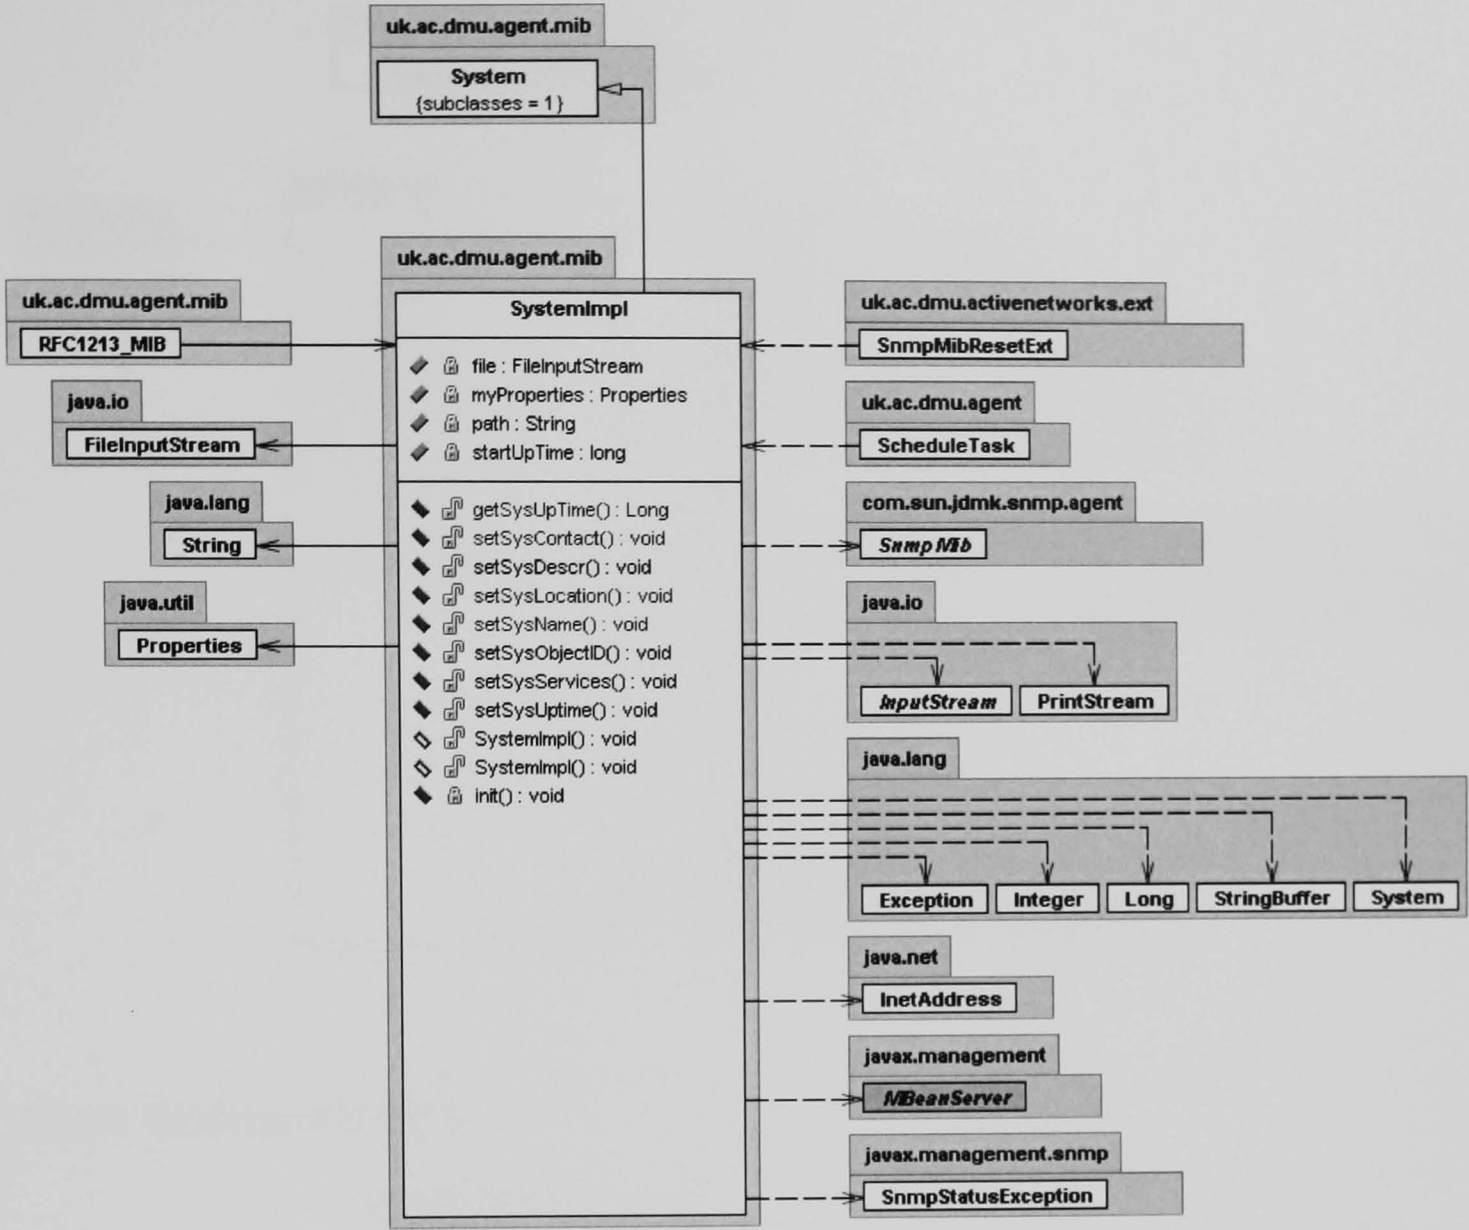 uk.ac.dmu.agent.mib
System
{subclasses = 1}
uk.ac.dmu.agent.mib
SystemImpl
file : FileInputStream
myProperties : Properties
path : String
startUpTime : long
getSysUpTime() : Long
setSysContact() : void
setSysDescr() : void
setSysLocation() : void
setSysName() : void
setSysObjectID() : void
setSysServices() : void
setSysUptime() : void
SystemImpl() : void
SystemImpl() : void
init() : void
uk.ac.dmu.agent.mib
RFC1213_MIB
java.io
FileInputStream
java.lang
String
java.util
Properties
uk.ac.dmu.activenetworks.ext
SnmpMibResetExt
uk.ac.dmu.agent
ScheduleTask
com.sun.jdmk.snmp.agent
SnmpMib
java.io
InputStream PrintStream
java.lang
Exception Integer Long StringBuffer System
java.net
InetAddress
javax.management
MBeanServer
javax.management.snmp
SnmpStatusException